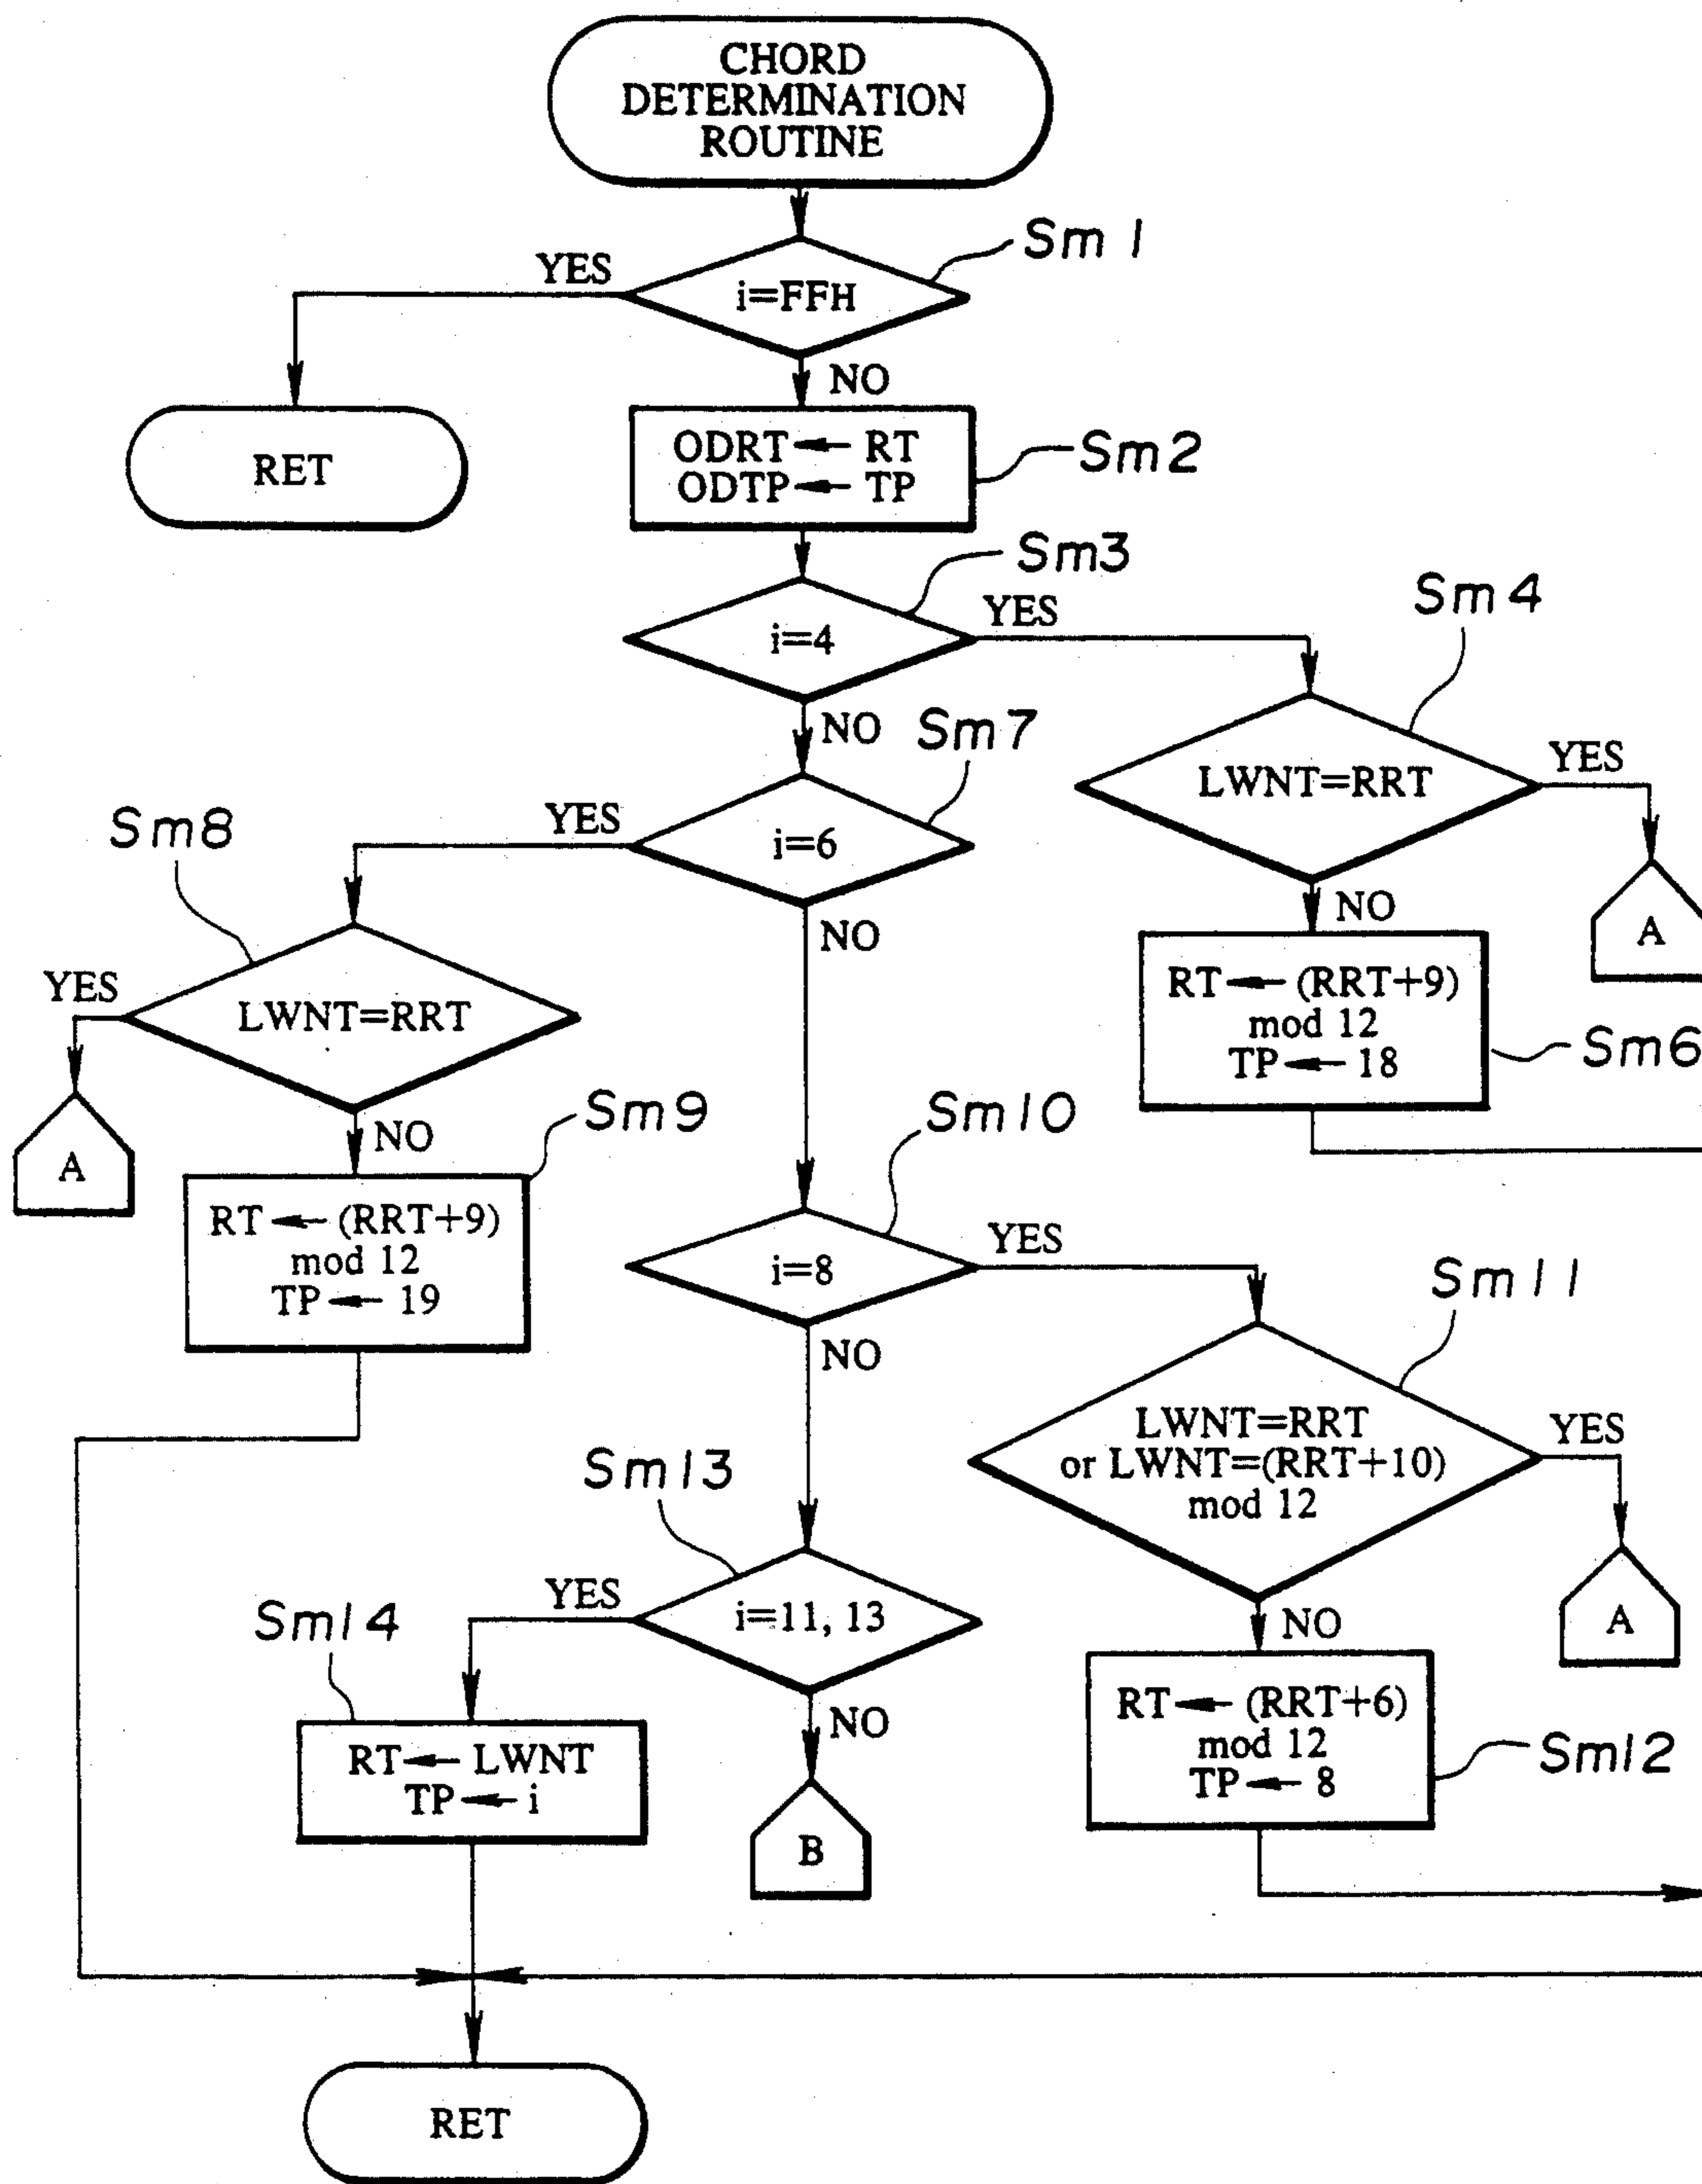 CHORD
DETERMINATION
ROUTINE
Sm 1
YES
i=FFH
NO
RET
ODRT ← RT
ODTP ← TP
Sm2
Sm3
i=4
YES
Sm 4
NO
Sm7
LWNT=RRT
YES
A
YES
i=6
Sm8
NO
NO
YES
LWNT=RRT
RT ← (RRT+9)
mod 12
TP ← 18
Sm6
A
NO
Sm9
Sm10
RT ← (RRT+9)
mod 12
TP ← 19
i=8
YES
Sm11
NO
LWNT=RRT
or LWNT=(RRT+10)
mod 12
YES
A
Sm13
YES
i=11, 13
Sm14
NO
NO
RT ← LWNT
TP ← i
B
RT ← (RRT+6)
mod 12
TP ← 8
Sm12
RET